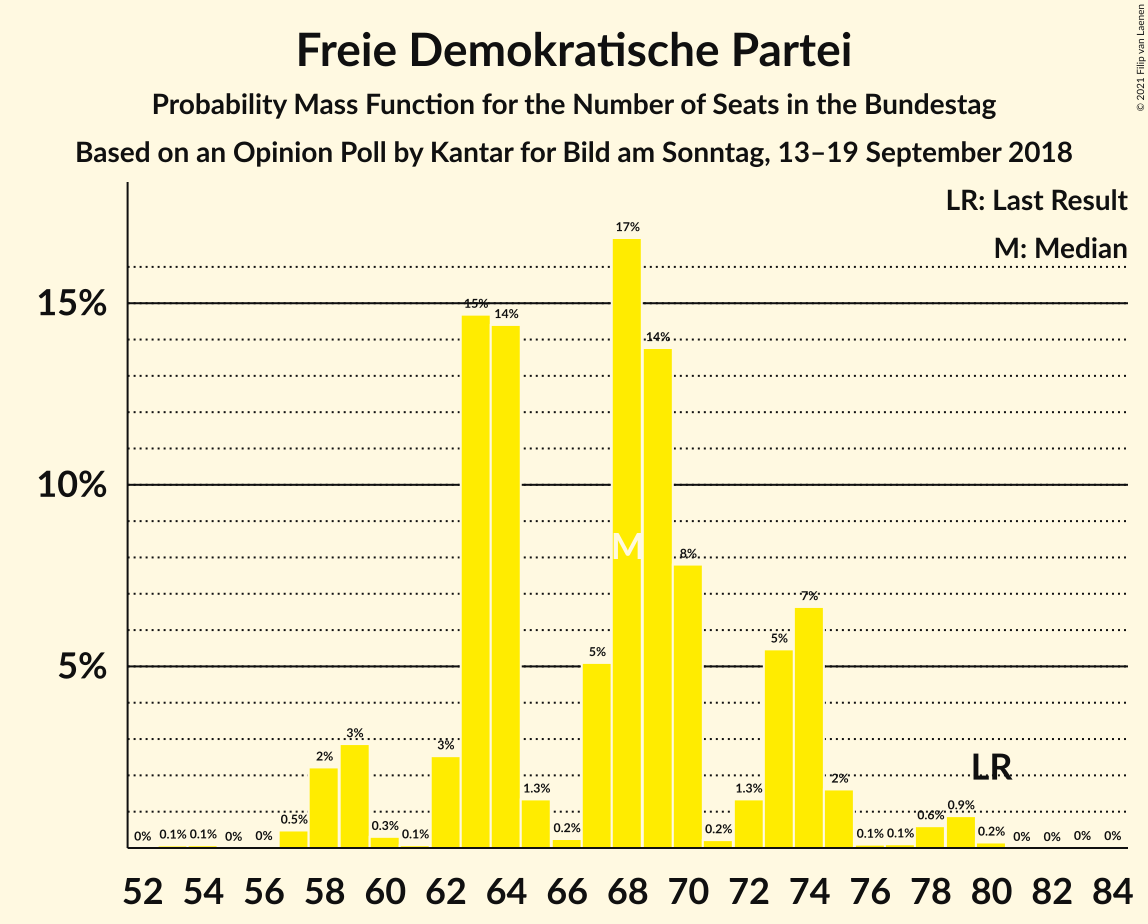 Freie Demokratische Partei
Probability Mass Function for the Number of Seats in the Bundestag
Based on an Opinion Poll by Kantar for Bild am Sonntag, 13–19 September 2018
© 2021 Filip van Laenen
LR: Last Result
M: Median
15%
10%
5%
0% 0.1% 0.1% 0% 0% 0.5% 2% 3% 0.3% 0.1% 3% 15% 14% 1.3% 0.2% 5% 17% 14% 8% 0.2% 1.3% 5% 7% 2% 0.1% 0.1% 0.6% 0.9% 0.2% 0% 0% 0% 0%
M
LR
52 54 56 58 60 62 64 66 68 70 72 74 76 78 80 82 84